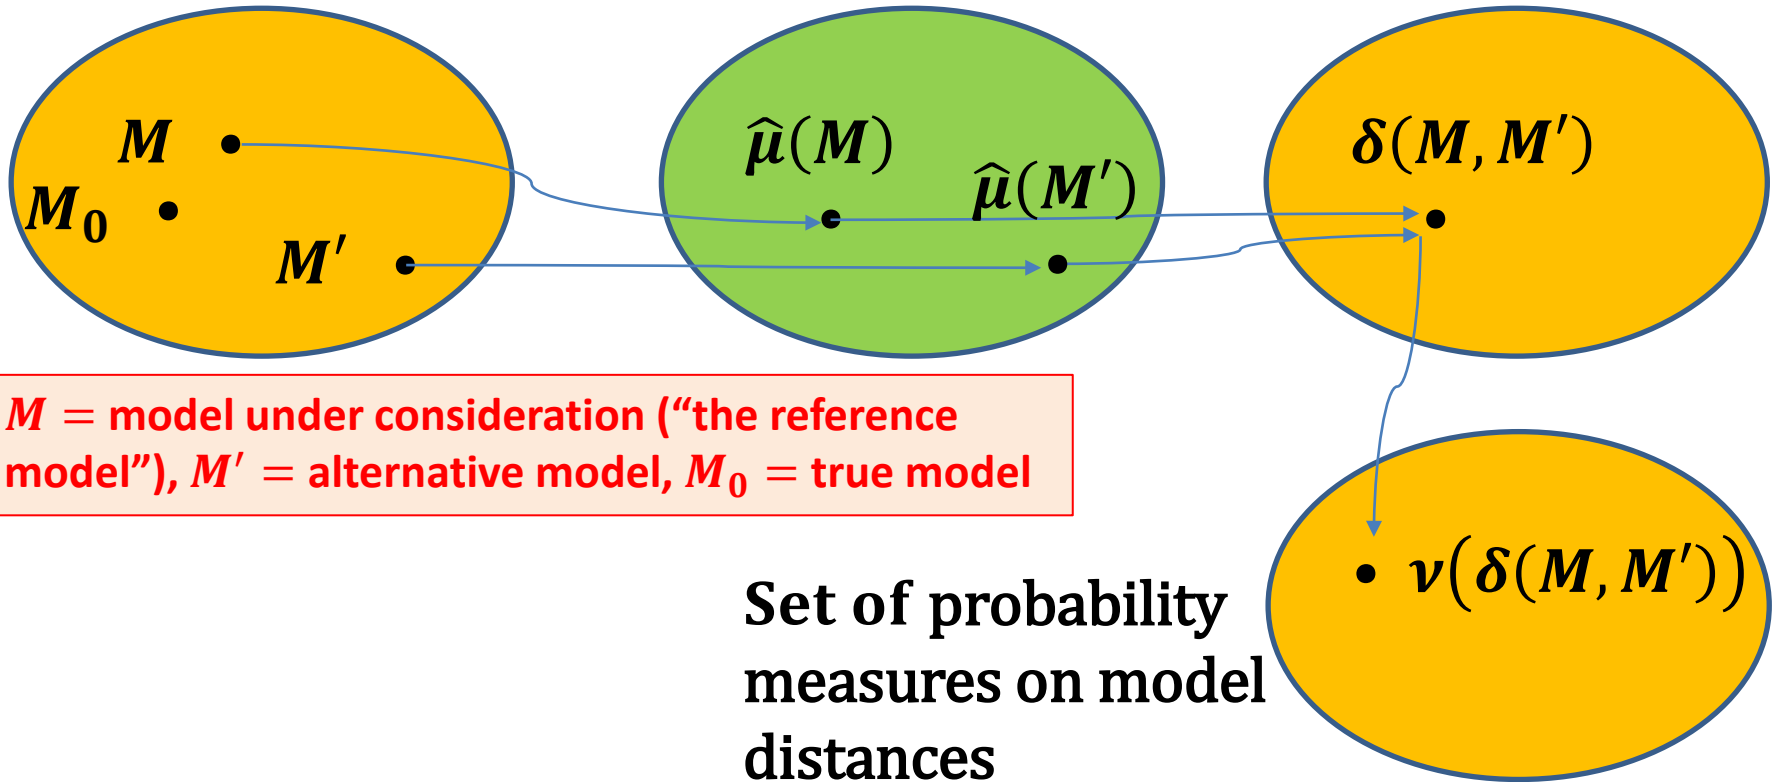 M
M₀
M′
μ̂(M)
μ̂(M′)
δ(M, M′)
M = model under consideration (“the reference
model”), M′ = alternative model, M₀ = true model
ν(δ(M, M′))
Set of probability
measures on model
distances